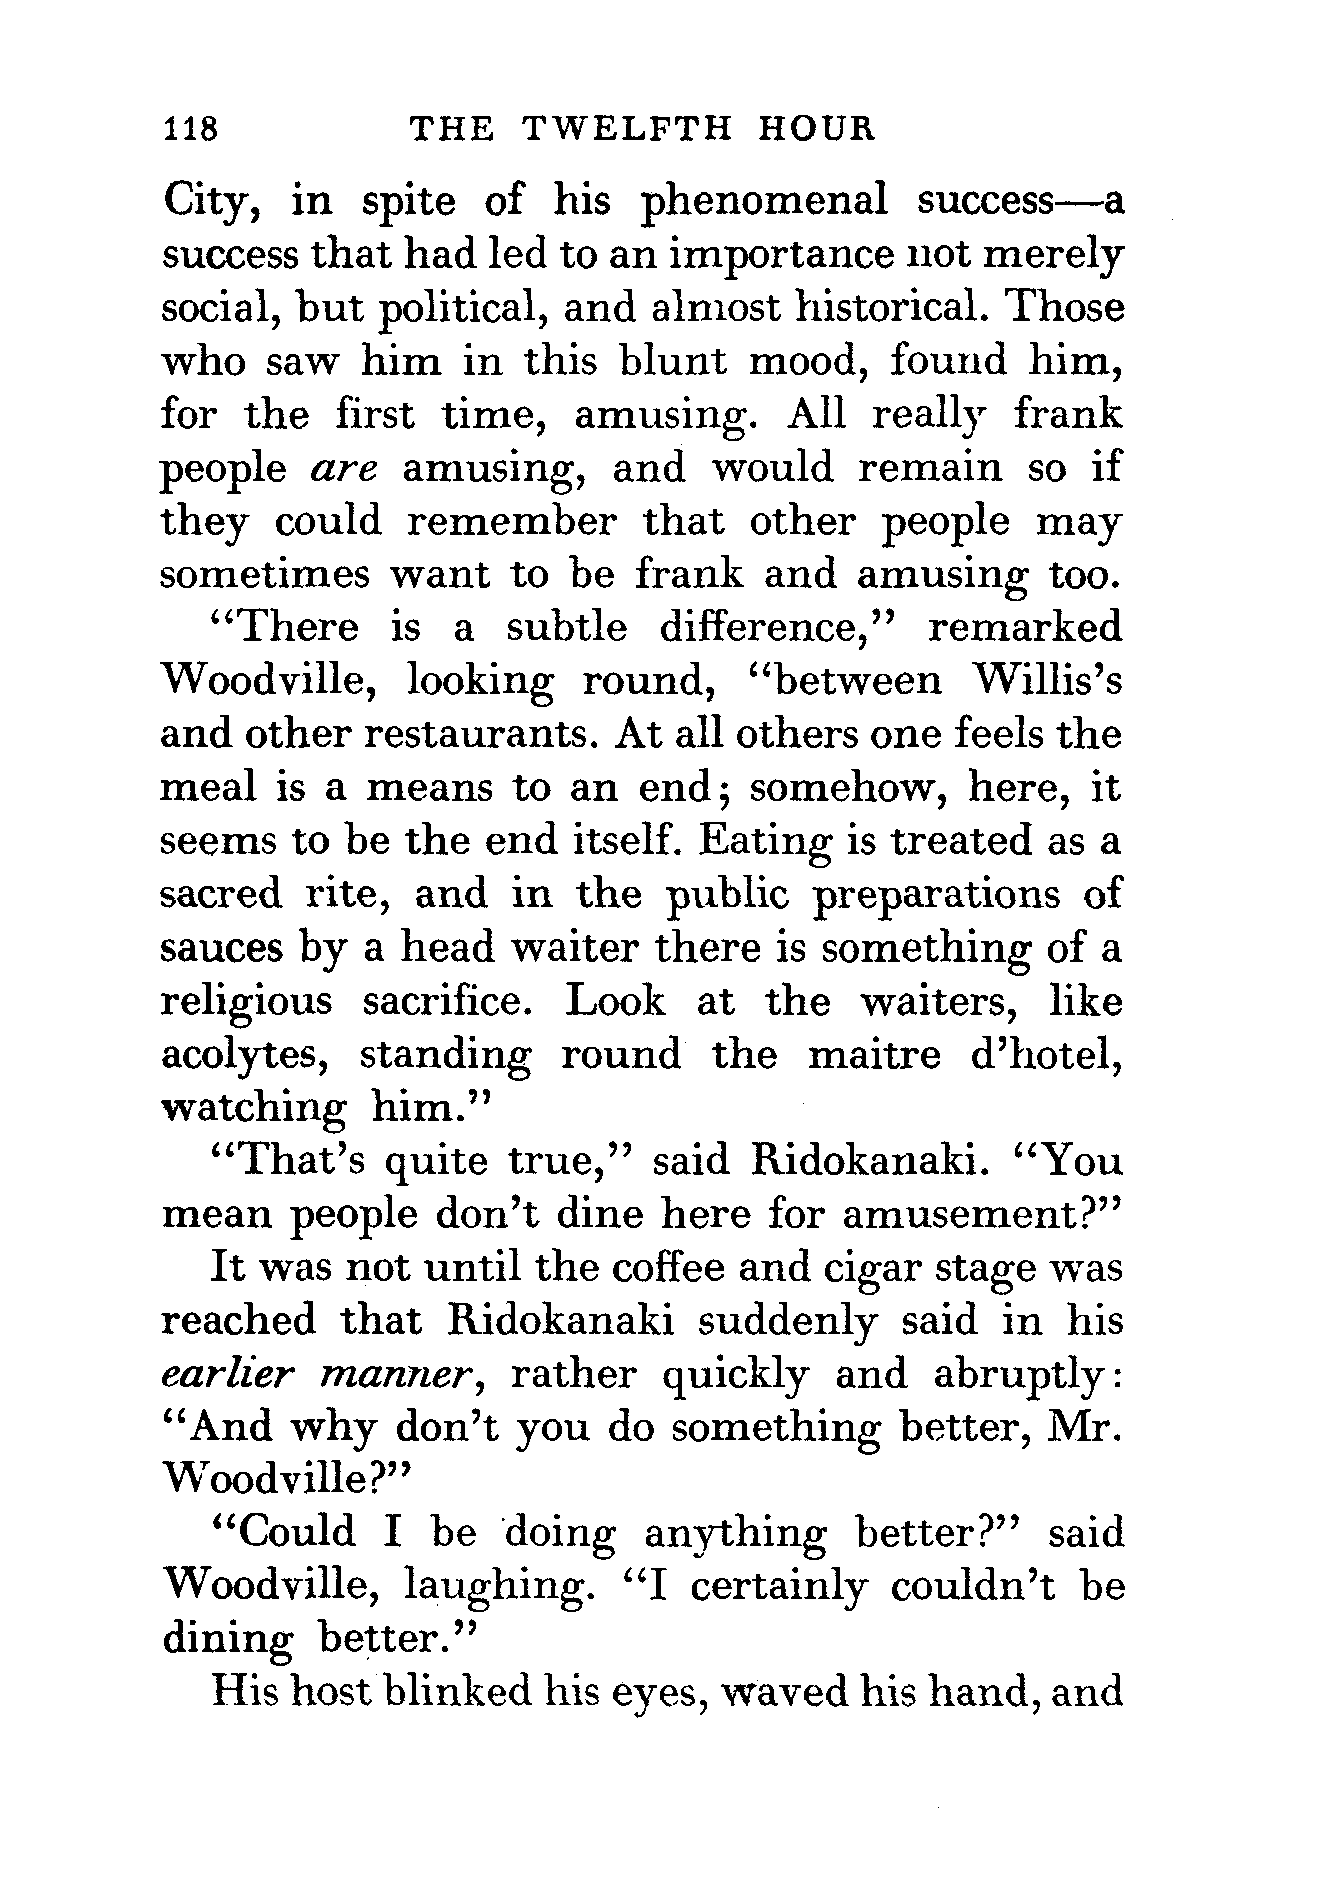 118 THE TWELFTH HOUR
City, in spite of his phenomenal success—a
success that had led to an importance not merely
social, but political, and almost historical. Those
who saw him in this blunt mood, found him,
for the first time, amusing. All really frank
people are amusing, and would remain so if
they could remember that other people may
sometimes want to be frank and amusing too.
“There is a subtle difference,” remarked
Woodville, looking round, “between Willis’s
and other restaurants. At all others one feels the
meal is a means to an end; somehow, here, it
seems to be the end itself. Eating is treated as a
sacred rite, and in the public preparations of
sauces by a head waiter there is something of a
religious sacrifice. Look at the waiters, like
acolytes, standing round the maitre d’hotel,
watching him.”
“That’s quite true,” said Ridokanaki. “You
mean people don’t dine here for amusement?”
It was not until the coffee and cigar stage was
reached that Ridokanaki suddenly said in his
earlier manner, rather quickly and abruptly:
“And why don’t you do something better, Mr.
Woodville?”
“Could I be doing anything better?” said
Woodville, laughing. “I certainly couldn’t be
dining better.”
His host blinked his eyes, waved his hand, and